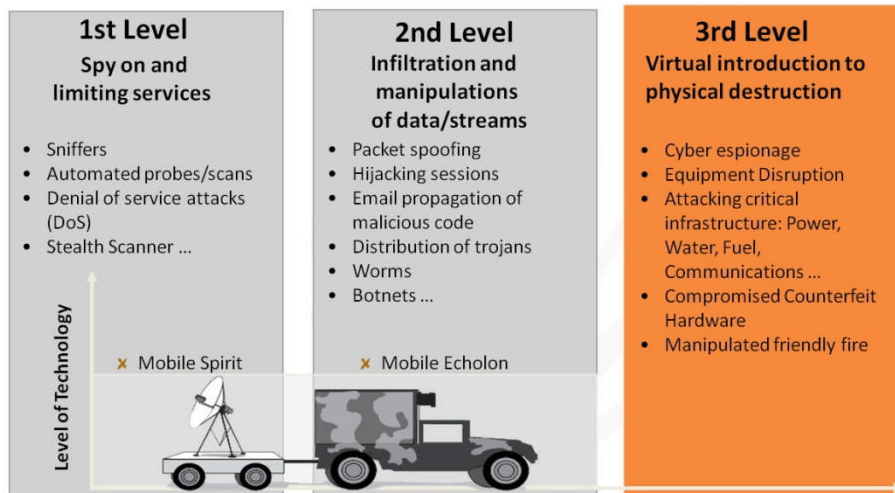 1st Level
Spy on and
limiting services
• Sniffers
• Automated probes/scans
• Denial of service attacks
(DoS)
• Stealth Scanner ...
✗ Mobile Spirit
Level of Technology
2nd Level
Infiltration and
manipulations
of data/streams
• Packet spoofing
• Hijacking sessions
• Email propagation of
malicious code
• Distribution of trojans
• Worms
• Botnets ...
✗ Mobile Echolon
3rd Level
Virtual introduction to
physical destruction
• Cyber espionage
• Equipment Disruption
• Attacking critical
infrastructure: Power,
Water, Fuel,
Communications ...
• Compromised Counterfeit
Hardware
• Manipulated friendly fire